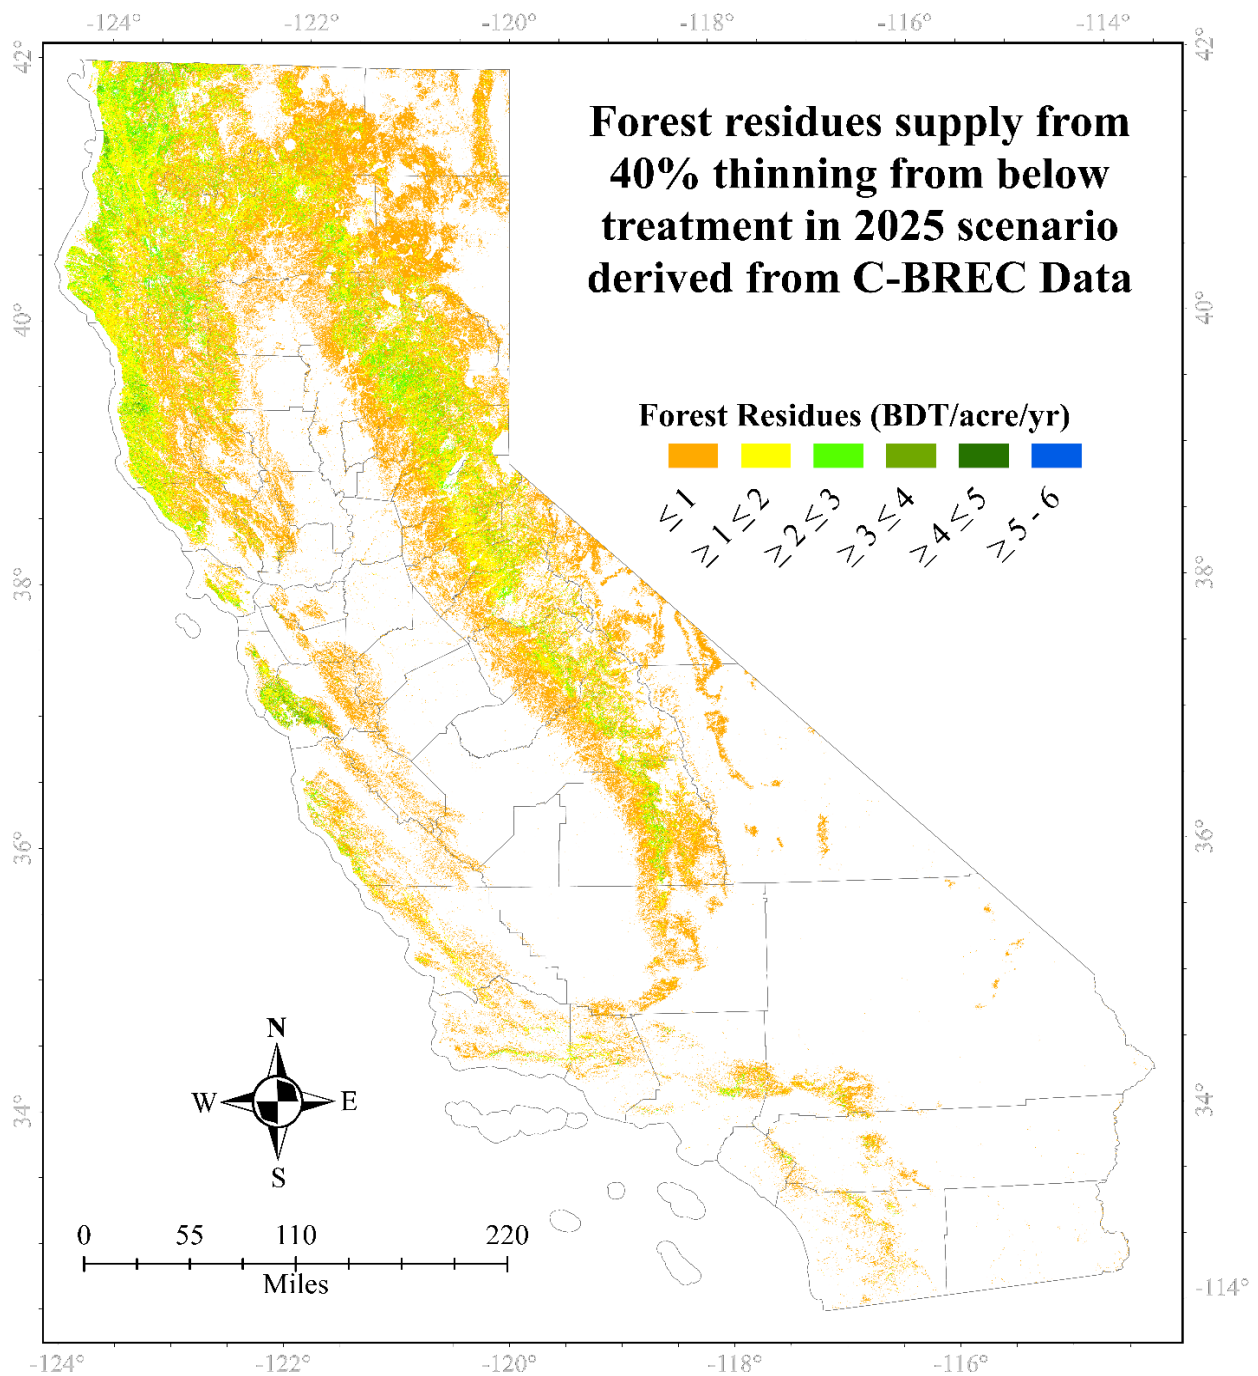 -124° -122° -120° -118° -116° -114°
42° 42°
Forest residues supply from
40% thinning from below
treatment in 2025 scenario
derived from C-BREC Data
40° 40°
Forest Residues (BDT/acre/yr)
≤1 ≥1≤2 ≥2≤3 ≥3≤4 ≥4≤5 ≥5-6
38° 38°
36° 36°
34° 34°
N
W E
S
0 55 110 220
Miles
-114°
-124° -122° -120° -118° -116°